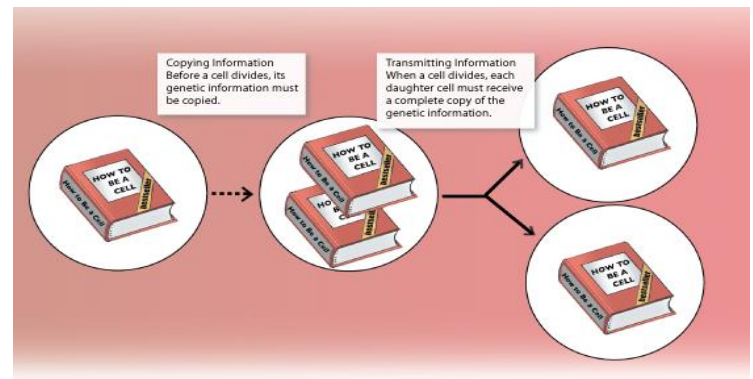 Copying Information
Before a cell divides, its
genetic information must
be copied.
Transmitting Information
When a cell divides, each
daughter cell must receive
a complete copy of the
genetic information.
HOW TO
BE A
CELL
Bestseller
How to Be a Cell
HOW TO
BE A
CELL
Bestseller
How to Be a Cell
HO
Bestsell
How to Be a Cell
HOW TO
BE A
CELL
Bestseller
How to Be a Cell
HOW TO
BE A
CELL
Bestseller
How to Be a Cell